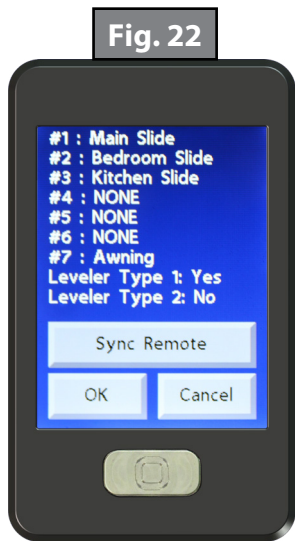 Fig. 22
#1 : Main Slide
#2 : Bedroom Slide
#3 : Kitchen Slide
#4 : NONE
#5 : NONE
#6 : NONE
#7 : Awning
Leveler Type 1: Yes
Leveler Type 2: No
Sync Remote
OK
Cancel